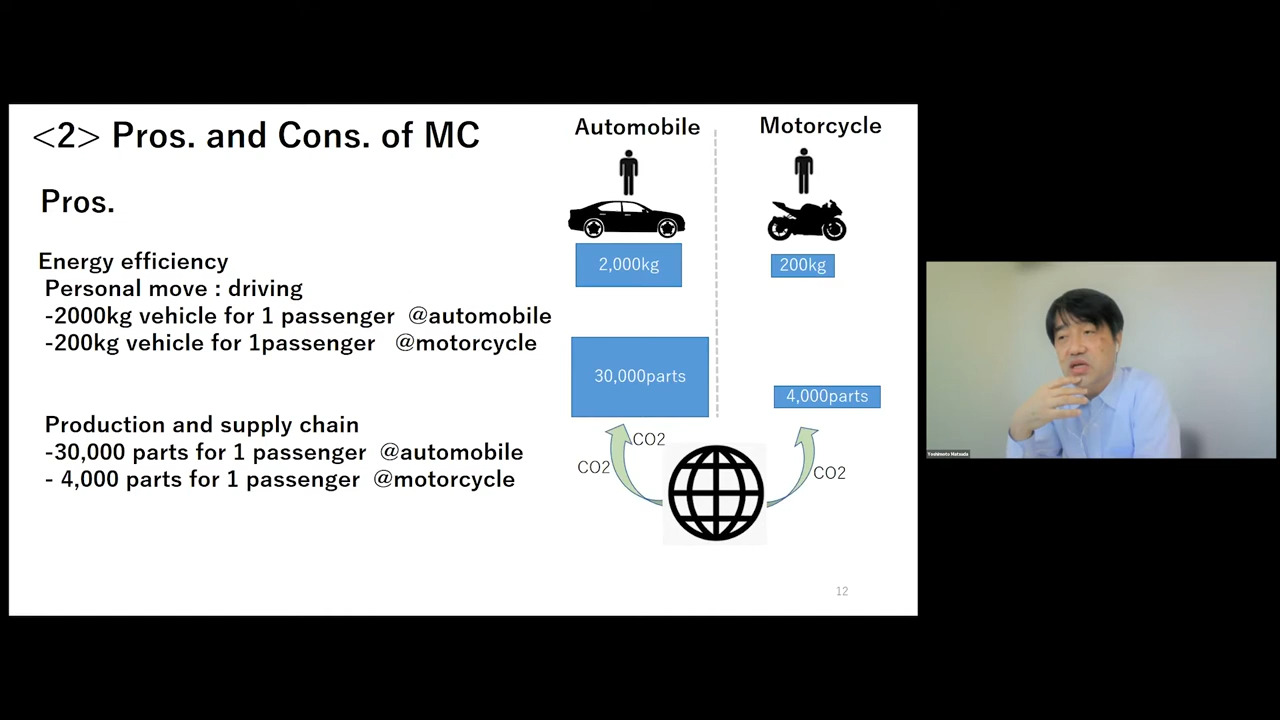 <2> Pros. and Cons. of MC
Pros.
Energy efficiency
Personal move : driving
-2000kg vehicle for 1 passenger @automobile
-200kg vehicle for 1passenger @motorcycle
Production and supply chain
-30,000 parts for 1 passenger @automobile
- 4,000 parts for 1 passenger @motorcycle
Automobile
Motorcycle
2,000kg
200kg
30,000parts
4,000parts
CO2
CO2
CO2
12
Yoshimoto Matsuda